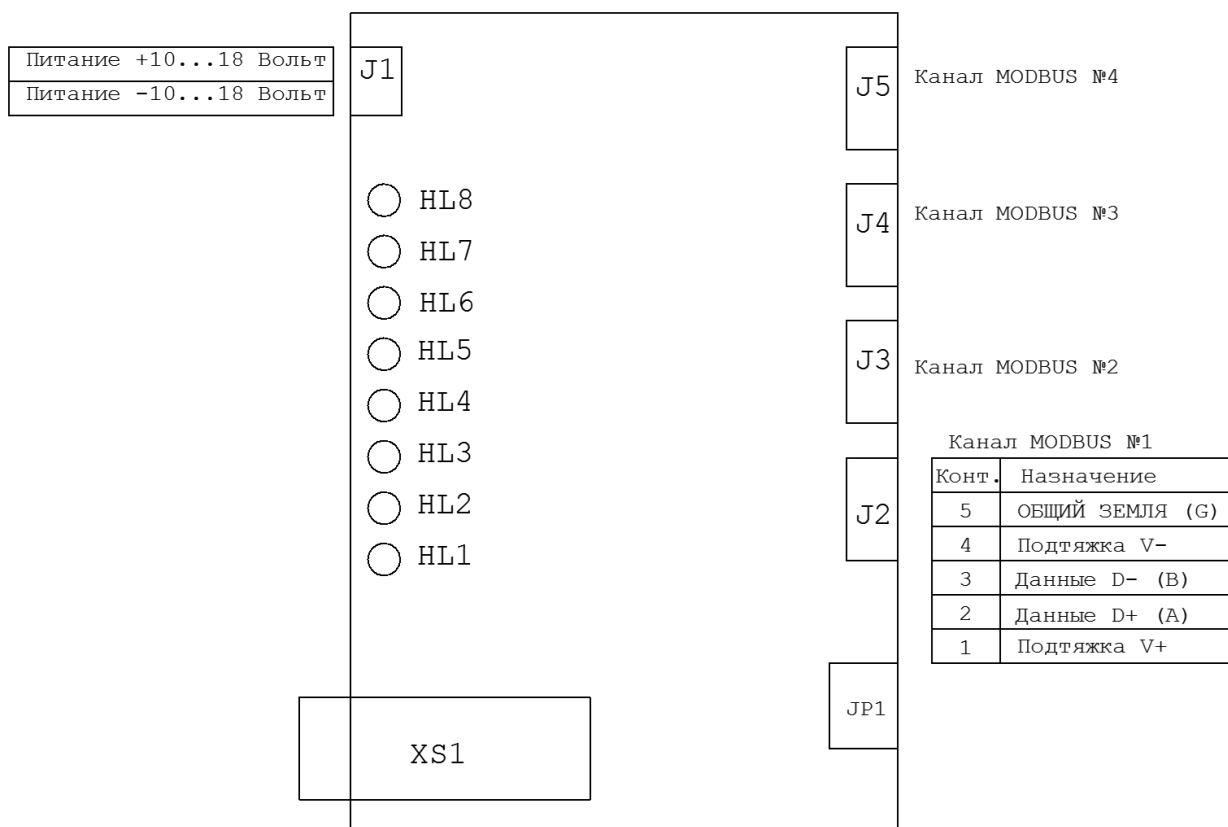 Питание +10...18 Вольт
Питание -10...18 Вольт
J1
J5
Канал MODBUS №4
HL8
J4
Канал MODBUS №3
HL7
HL6
HL5
J3
Канал MODBUS №2
HL4
HL3
HL2
HL1
J2
Канал MODBUS №1
Конт. Назначение
5 ОБЩИЙ ЗЕМЛЯ (G)
4 Подтяжка V-
3 Данные D- (B)
2 Данные D+ (A)
1 Подтяжка V+
JP1
XS1